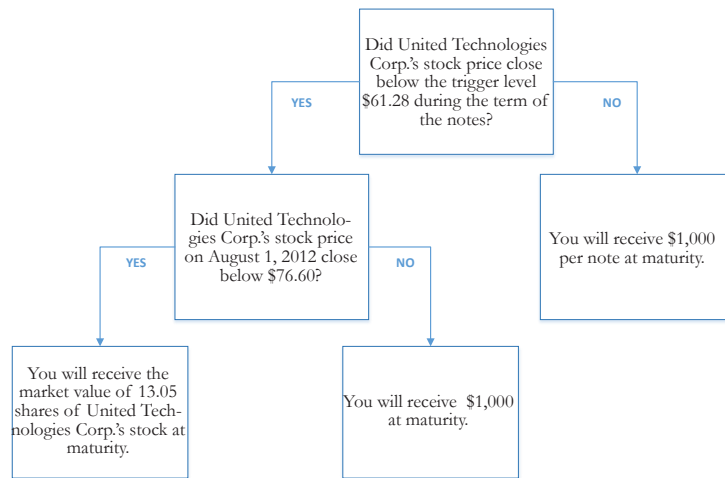 Did United Technologies
Corp.'s stock price close
below the trigger level
$61.28 during the term of
the notes?
YES
NO
Did United Technolo-
gies Corp.'s stock price
on August 1, 2012 close
below $76.60?
You will receive $1,000
per note at maturity.
YES
NO
You will receive the
market value of 13.05
shares of United Tech-
nologies Corp.'s stock at
maturity.
You will receive $1,000
at maturity.